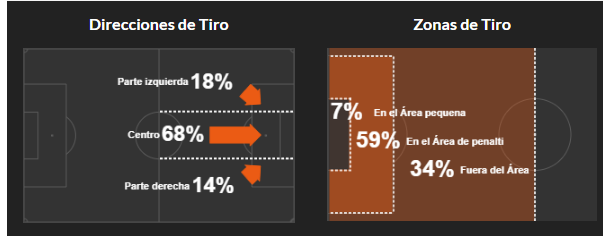 Direcciones de Tiro
Parte izquierda 18%
Centro 68%
Parte derecha 14%
Zonas de Tiro
7% En el Área pequena
59% En el Área de penalti
34% Fuera del Área